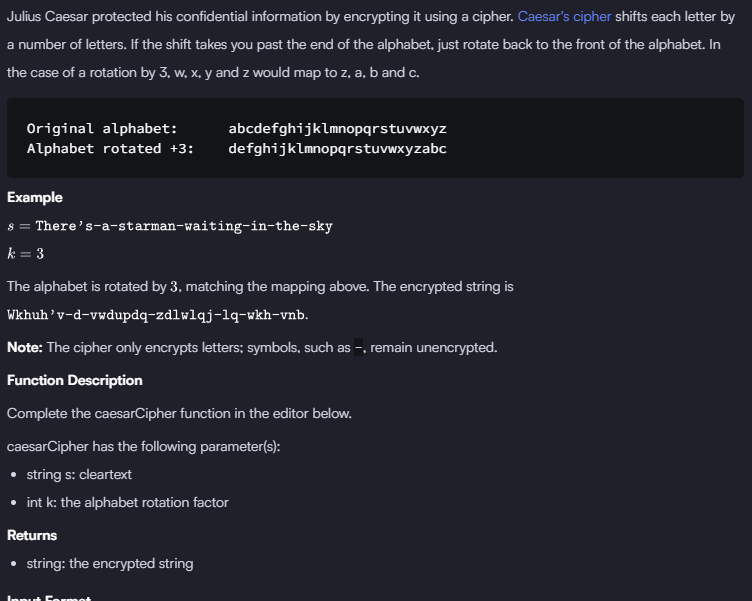 Julius Caesar protected his confidential information by encrypting it using a cipher. Caesar's cipher shifts each letter by
a number of letters. If the shift takes you past the end of the alphabet, just rotate back to the front of the alphabet. In
the case of a rotation by 3, w, x, y and z would map to z, a, b and c.
Original alphabet: abcdefghijklmnopqrstuvwxyz
Alphabet rotated +3: defghijklmnopqrstuvwxyzabc
Example
s = There's-a-starman-waiting-in-the-sky
k = 3
The alphabet is rotated by 3, matching the mapping above. The encrypted string is
Wkhuh'v-d-vwdupdq-zdlwlqj-lq-wkh-vnb.
Note: The cipher only encrypts letters; symbols, such as -, remain unencrypted.
Function Description
Complete the caesarCipher function in the editor below.
caesarCipher has the following parameter(s):
• string s: cleartext
• int k: the alphabet rotation factor
Returns
• string: the encrypted string
Input Format